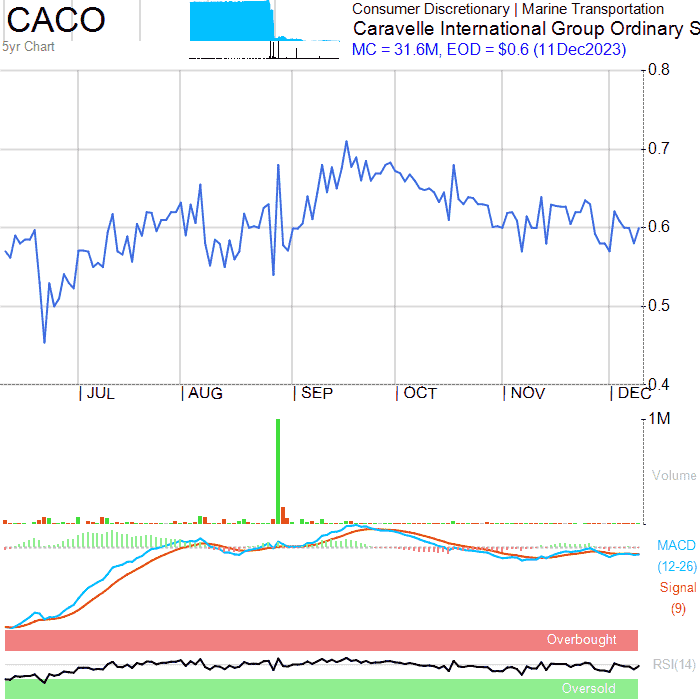 CACO
5yr Chart
Consumer Discretionary | Marine Transportation
Caravelle International Group Ordinary S
MC = 31.6M, EOD = $0.6 (11Dec2023)
0.8
0.7
0.6
0.5
0.4
JUL AUG SEP OCT NOV DEC
1M
Volume
MACD
(12-26)
Signal
(9)
Overbought
RSI(14)
Oversold